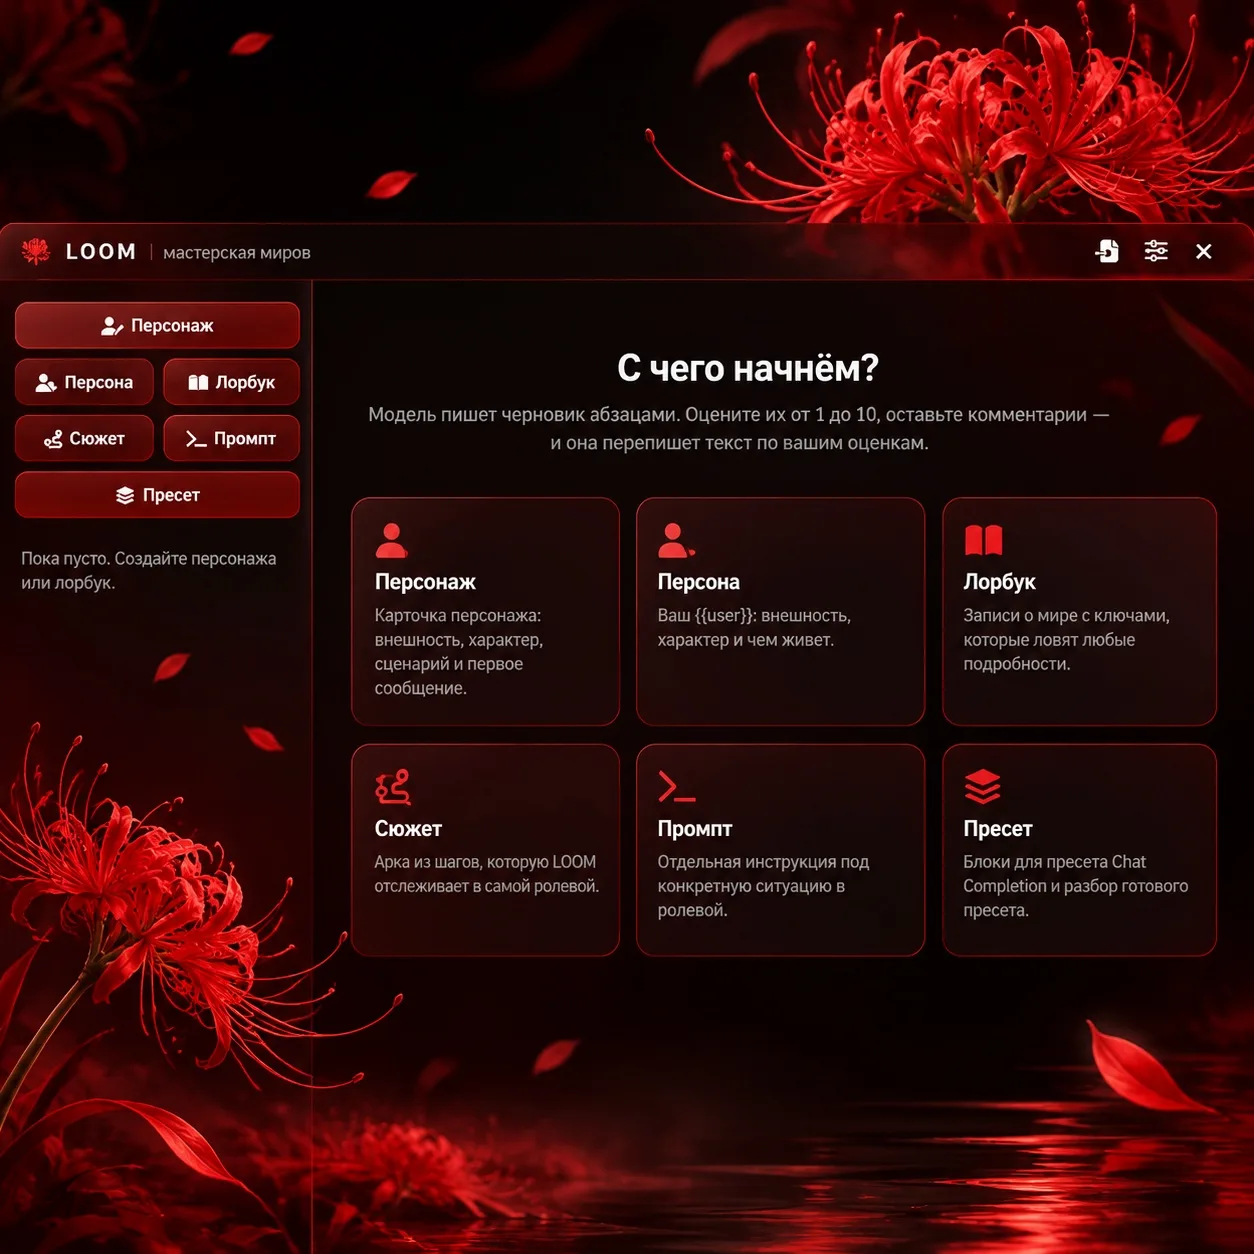 LOOM | мастерская миров
Персонаж
Персона
Лорбук
Сюжет
Промпт
Пресет
Пока пусто. Создайте персонажа
или лорбук.
С чего начнём?
Модель пишет черновик абзацами. Оцените их от 1 до 10, оставьте комментарии —
и она перепишет текст по вашим оценкам.
Персонаж
Карточка персонажа:
внешность, характер,
сценарий и первое
сообщение.
Персона
Ваш {{user}}: внешность,
характер и чем живет.
Лорбук
Записи о мире с ключами,
которые ловят любые
подробности.
Сюжет
Арка из шагов, которую LOOM
отслеживает в самой ролевой.
Промпт
Отдельная инструкция под
конкретную ситуацию в
ролевой.
Пресет
Блоки для пресета Chat
Completion и разбор готового
пресета.